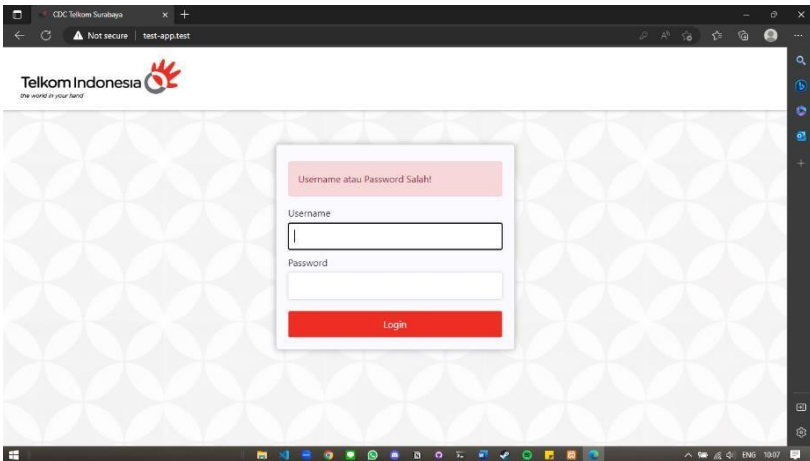 CDC Telkom Surabaya
Not secure
test-app.test
Telkom Indonesia
the world in your hand
Username atau Password Salah!
Username
Password
Login
ENG
10:07